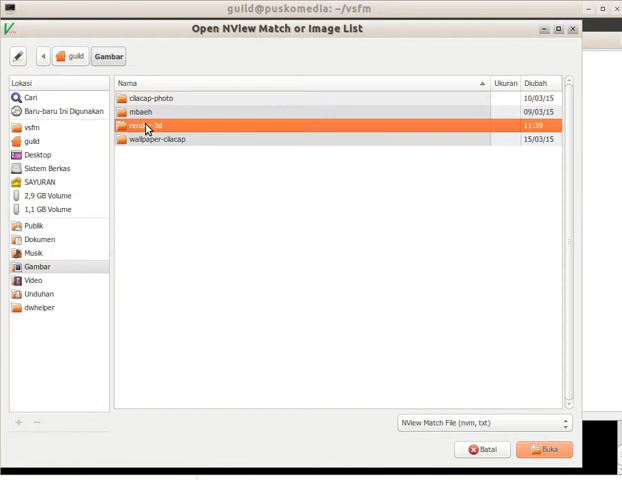 guild@puskomedia: ~/vsfm
Open NView Match or Image List
guild
Gambar
Lokasi
Cari
Baru-baru Ini Digunakan
vsfm
guild
Desktop
Sistem Berkas
SAYURAN
2,9 GB Volume
1,1 GB Volume
Publik
Dokumen
Musik
Gambar
Video
Unduhan
dwhelper
Nama Ukuran Diubah
cilacap-photo 10/03/15
mbaeh 09/03/15
11:39
wallpaper-cilacap 15/03/15
NView Match File (nvm, txt)
Batal
Buka